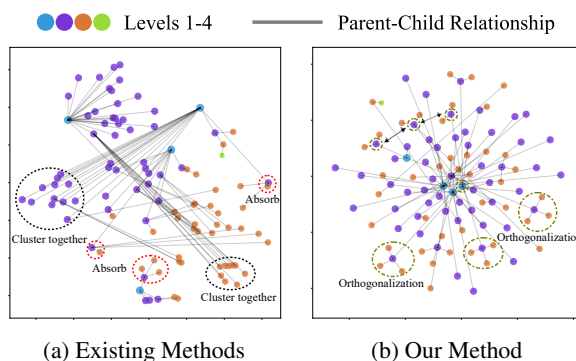 Levels 1-4 Parent-Child Relationship
Absorb
Cluster together
Absorb
Cluster together
(a) Existing Methods
Orthogonalization
Orthogonalization
(b) Our Method